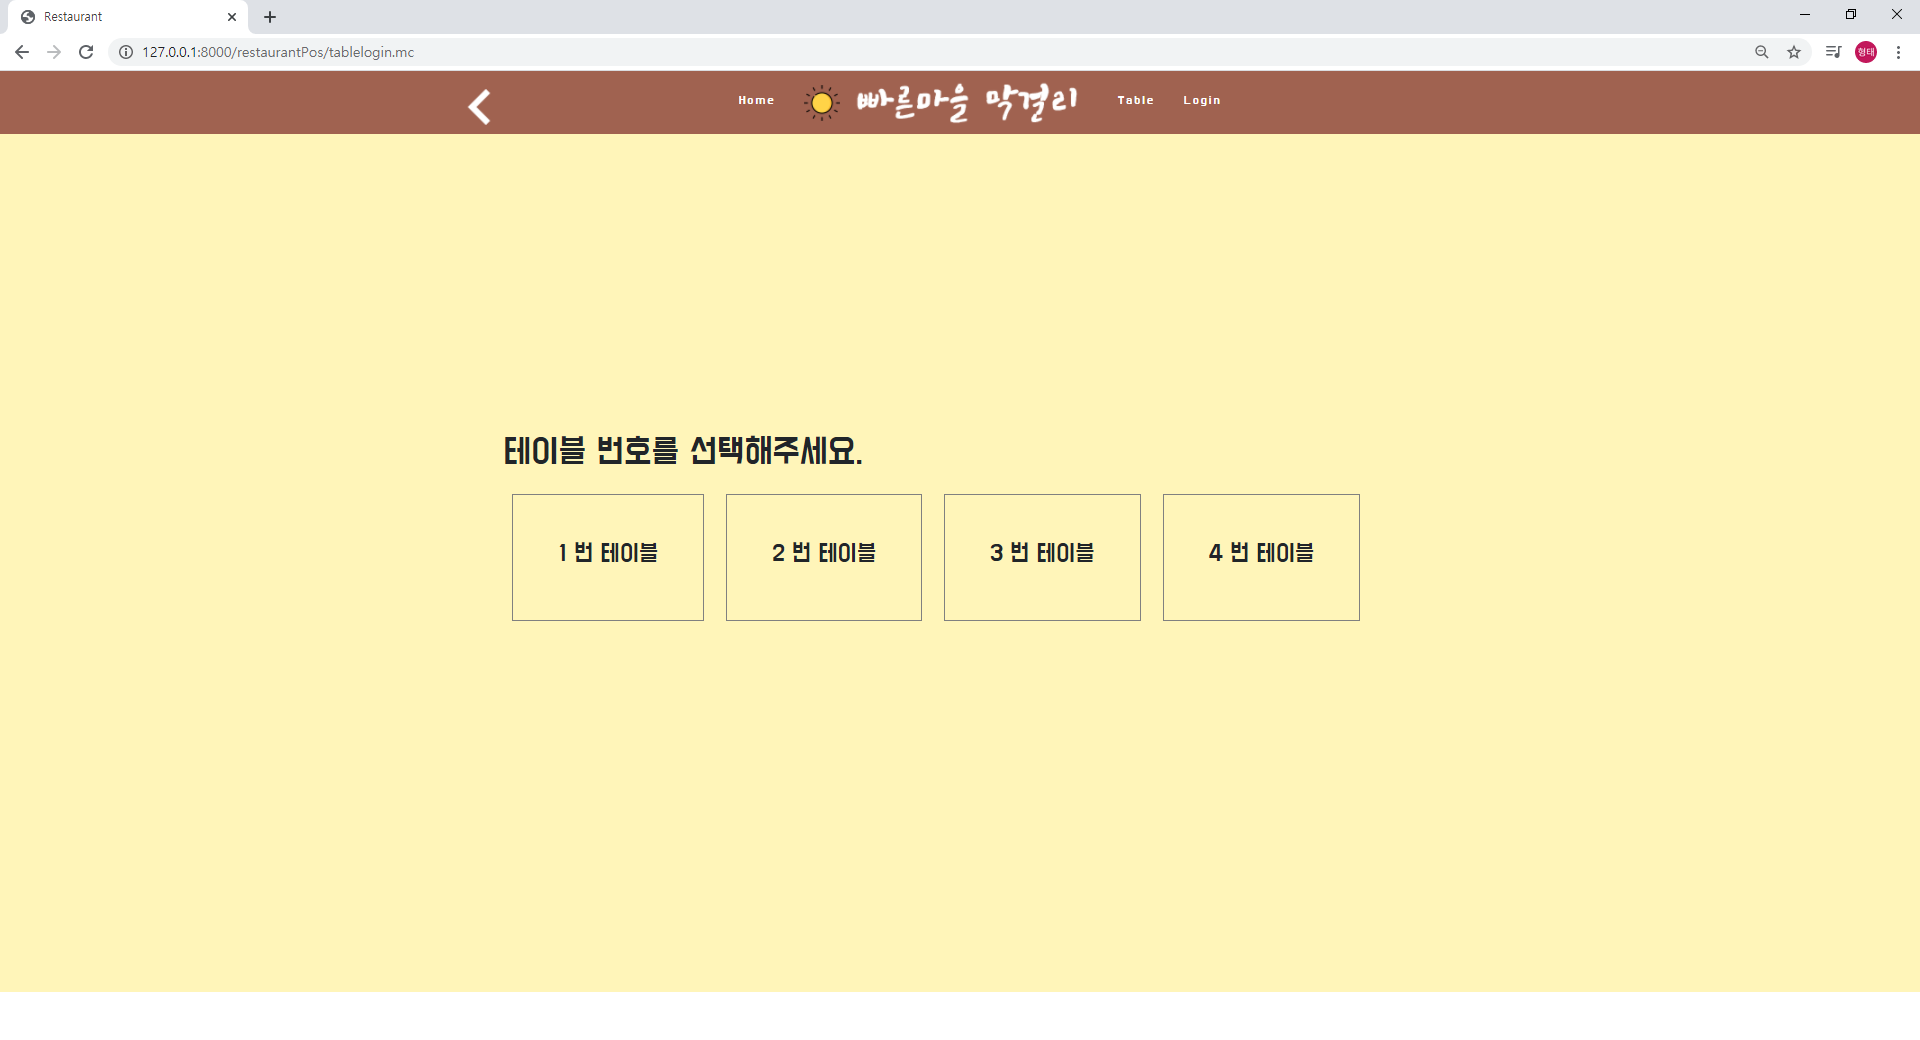 Restaurant
127.0.0.1:8000/restaurantPos/tablelogin.mc
형태
Home 빠른마을 막걸리 Table Login
테이블 번호를 선택해주세요.
1 번 테이블 2 번 테이블 3 번 테이블 4 번 테이블